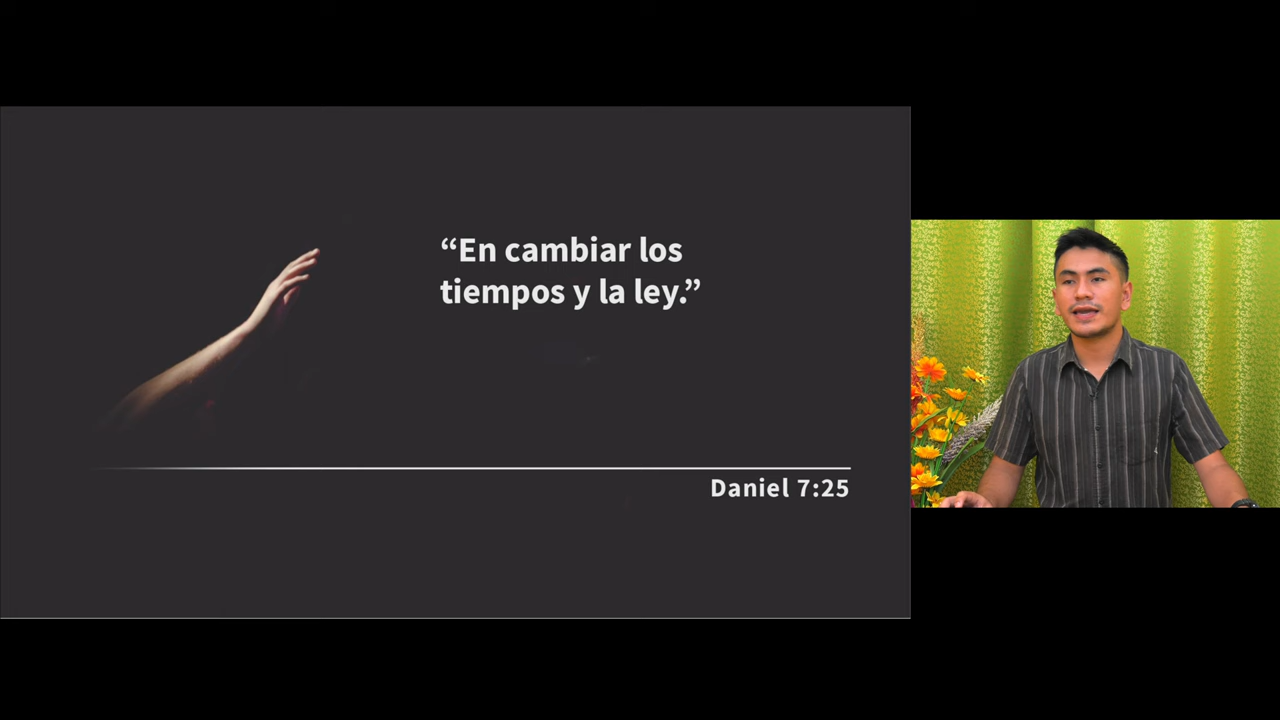 “En cambiar los
tiempos y la ley.”
Daniel 7:25